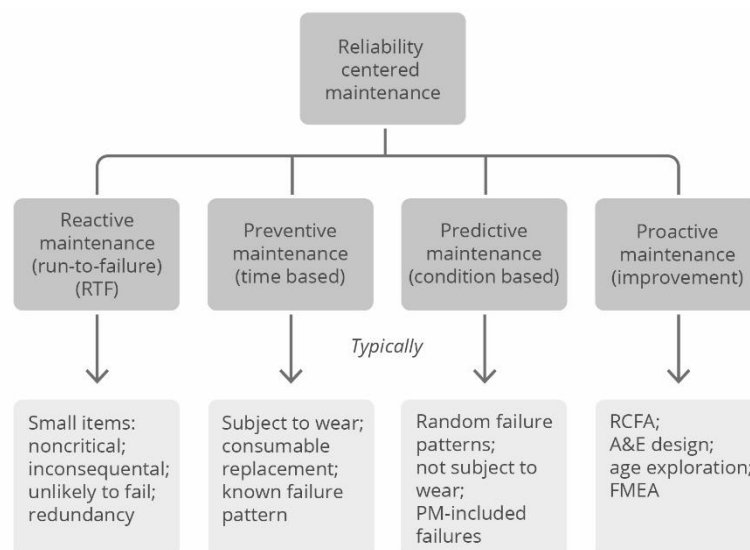 Reliability
centered
maintenance
Reactive
maintenance
(run-to-failure)
(RTF)
Preventive
maintenance
(time based)
Predictive
maintenance
(condition based)
Proactive
maintenance
(improvement)
Typically
Small items:
noncritical;
inconsequental;
unlikely to fail;
redundancy
Subject to wear;
consumable
replacement;
known failure
pattern
Random failure
patterns;
not subject to
wear;
PM-included
failures
RCFA;
A&E design;
age exploration;
FMEA